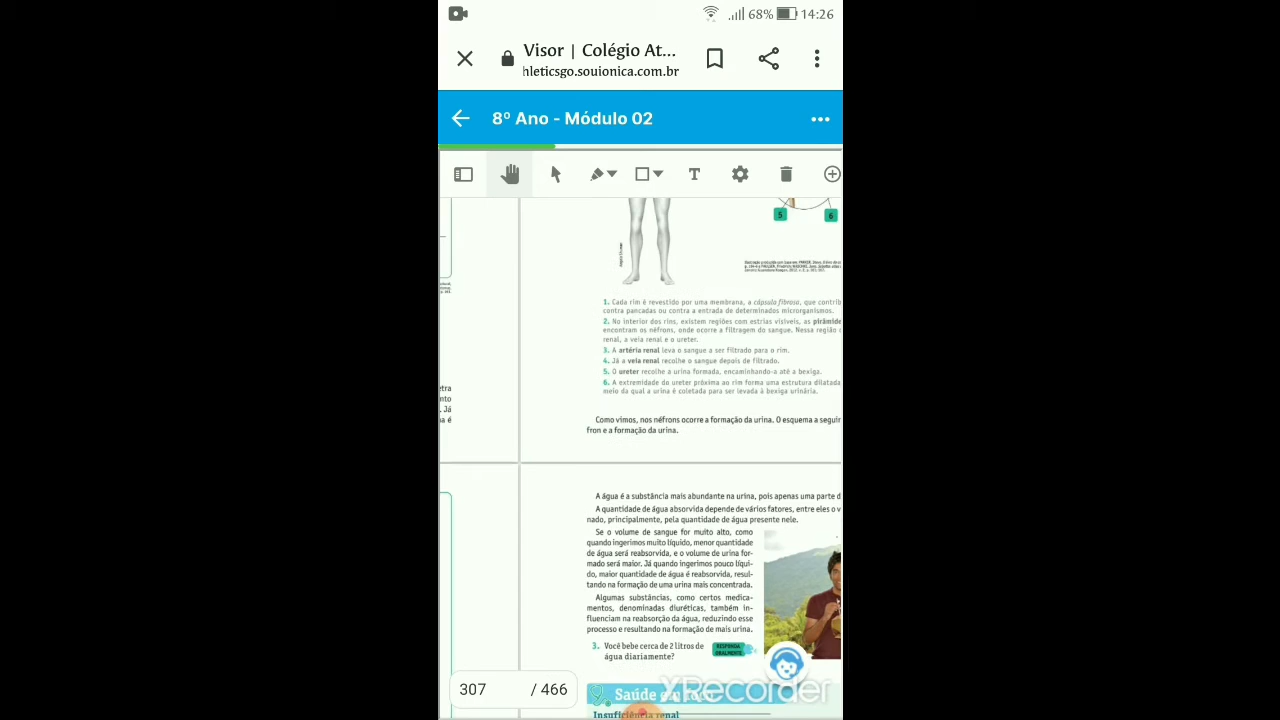 68% 14:26
Visor | Colégio At...
hleticsgo.souionica.com.br
8º Ano - Módulo 02
T
5 6
1. Cada rim é revestido por uma membrana, a cápsula fibrosa, que contrib
contra pancadas ou contra a entrada de determinados microrganismos.
2. No interior dos rins, existem regiões com estrias visíveis, as pirâmide
encontram os néfrons, onde ocorre a filtragem do sangue. Nessa região
renal, a veia renal e o ureter.
3. A artéria renal leva o sangue a ser filtrado para o rim.
4. Já a veia renal recolhe o sangue depois de filtrado.
5. O ureter recolhe a urina formada, encaminhando-a até a bexiga.
6. A extremidade do ureter próxima ao rim forma uma estrutura dilatada
meio da qual a urina é coletada para ser levada à bexiga urinária.
etra
nto
. Já
a é
Como vimos, nos néfrons ocorre a formação da urina. O esquema a seguir
fron e a formação da urina.
A água é a substância mais abundante na urina, pois apenas uma parte d
A quantidade de água absorvida depende de vários fatores, entre eles o v
nado, principalmente, pela quantidade de água presente nele.
Se o volume de sangue for muito alto, como
quando ingerimos muito líquido, menor quantidade
de água será reabsorvida, e o volume de urina for-
mado será maior. Já quando ingerimos pouco líqui-
do, maior quantidade de água é reabsorvida, resul-
tando na formação de uma urina mais concentrada.
Algumas substâncias, como certos medica-
mentos, denominadas diuréticas, também in-
fluenciam na reabsorção da água, reduzindo esse
processo e resultando na formação de mais urina.
3. Você bebe cerca de 2 litros de
água diariamente?
RESPONDA
ORALMENTE
307 / 466
XRecorder
Saúde em foco
Insuficiência renal